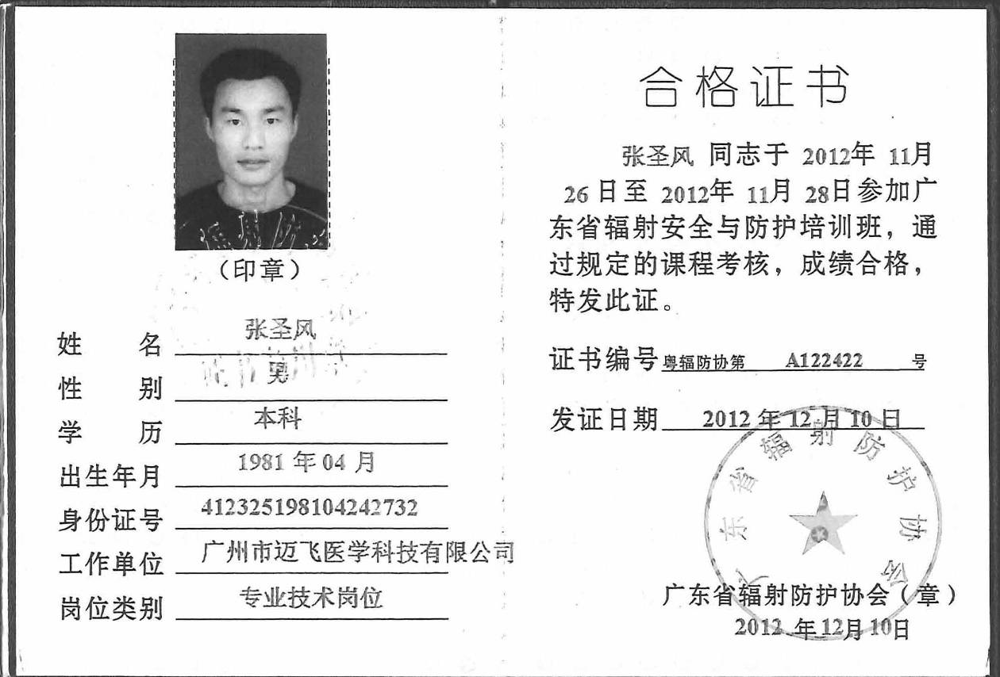 （印章）
姓 名 张圣风
性 别 男
学 历 本科
出生年月 1981 年 04 月
身份证号 412325198104242732
工作单位 广州市迈飞医学科技有限公司
岗位类别 专业技术岗位
合格证书
张圣风 同志于 2012年 11月
26 日至 2012年 11月 28日参加广
东省辐射安全与防护培训班，通
过规定的课程考核，成绩合格，
特发此证。
证书编号 粤辐防协第 A122422 号
发证日期 2012 年 12 月 10 日
广东省辐射防护协会
广东省辐射防护协会（章）
2012 年 12月 10日